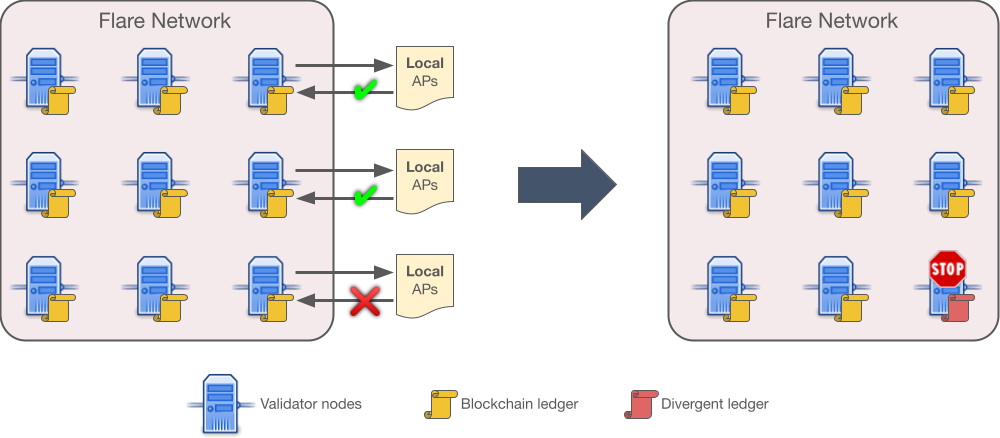 Flare Network
Flare Network
Local
APs
Local
APs
Local
APs
STOP
Validator nodes
Blockchain ledger
Divergent ledger